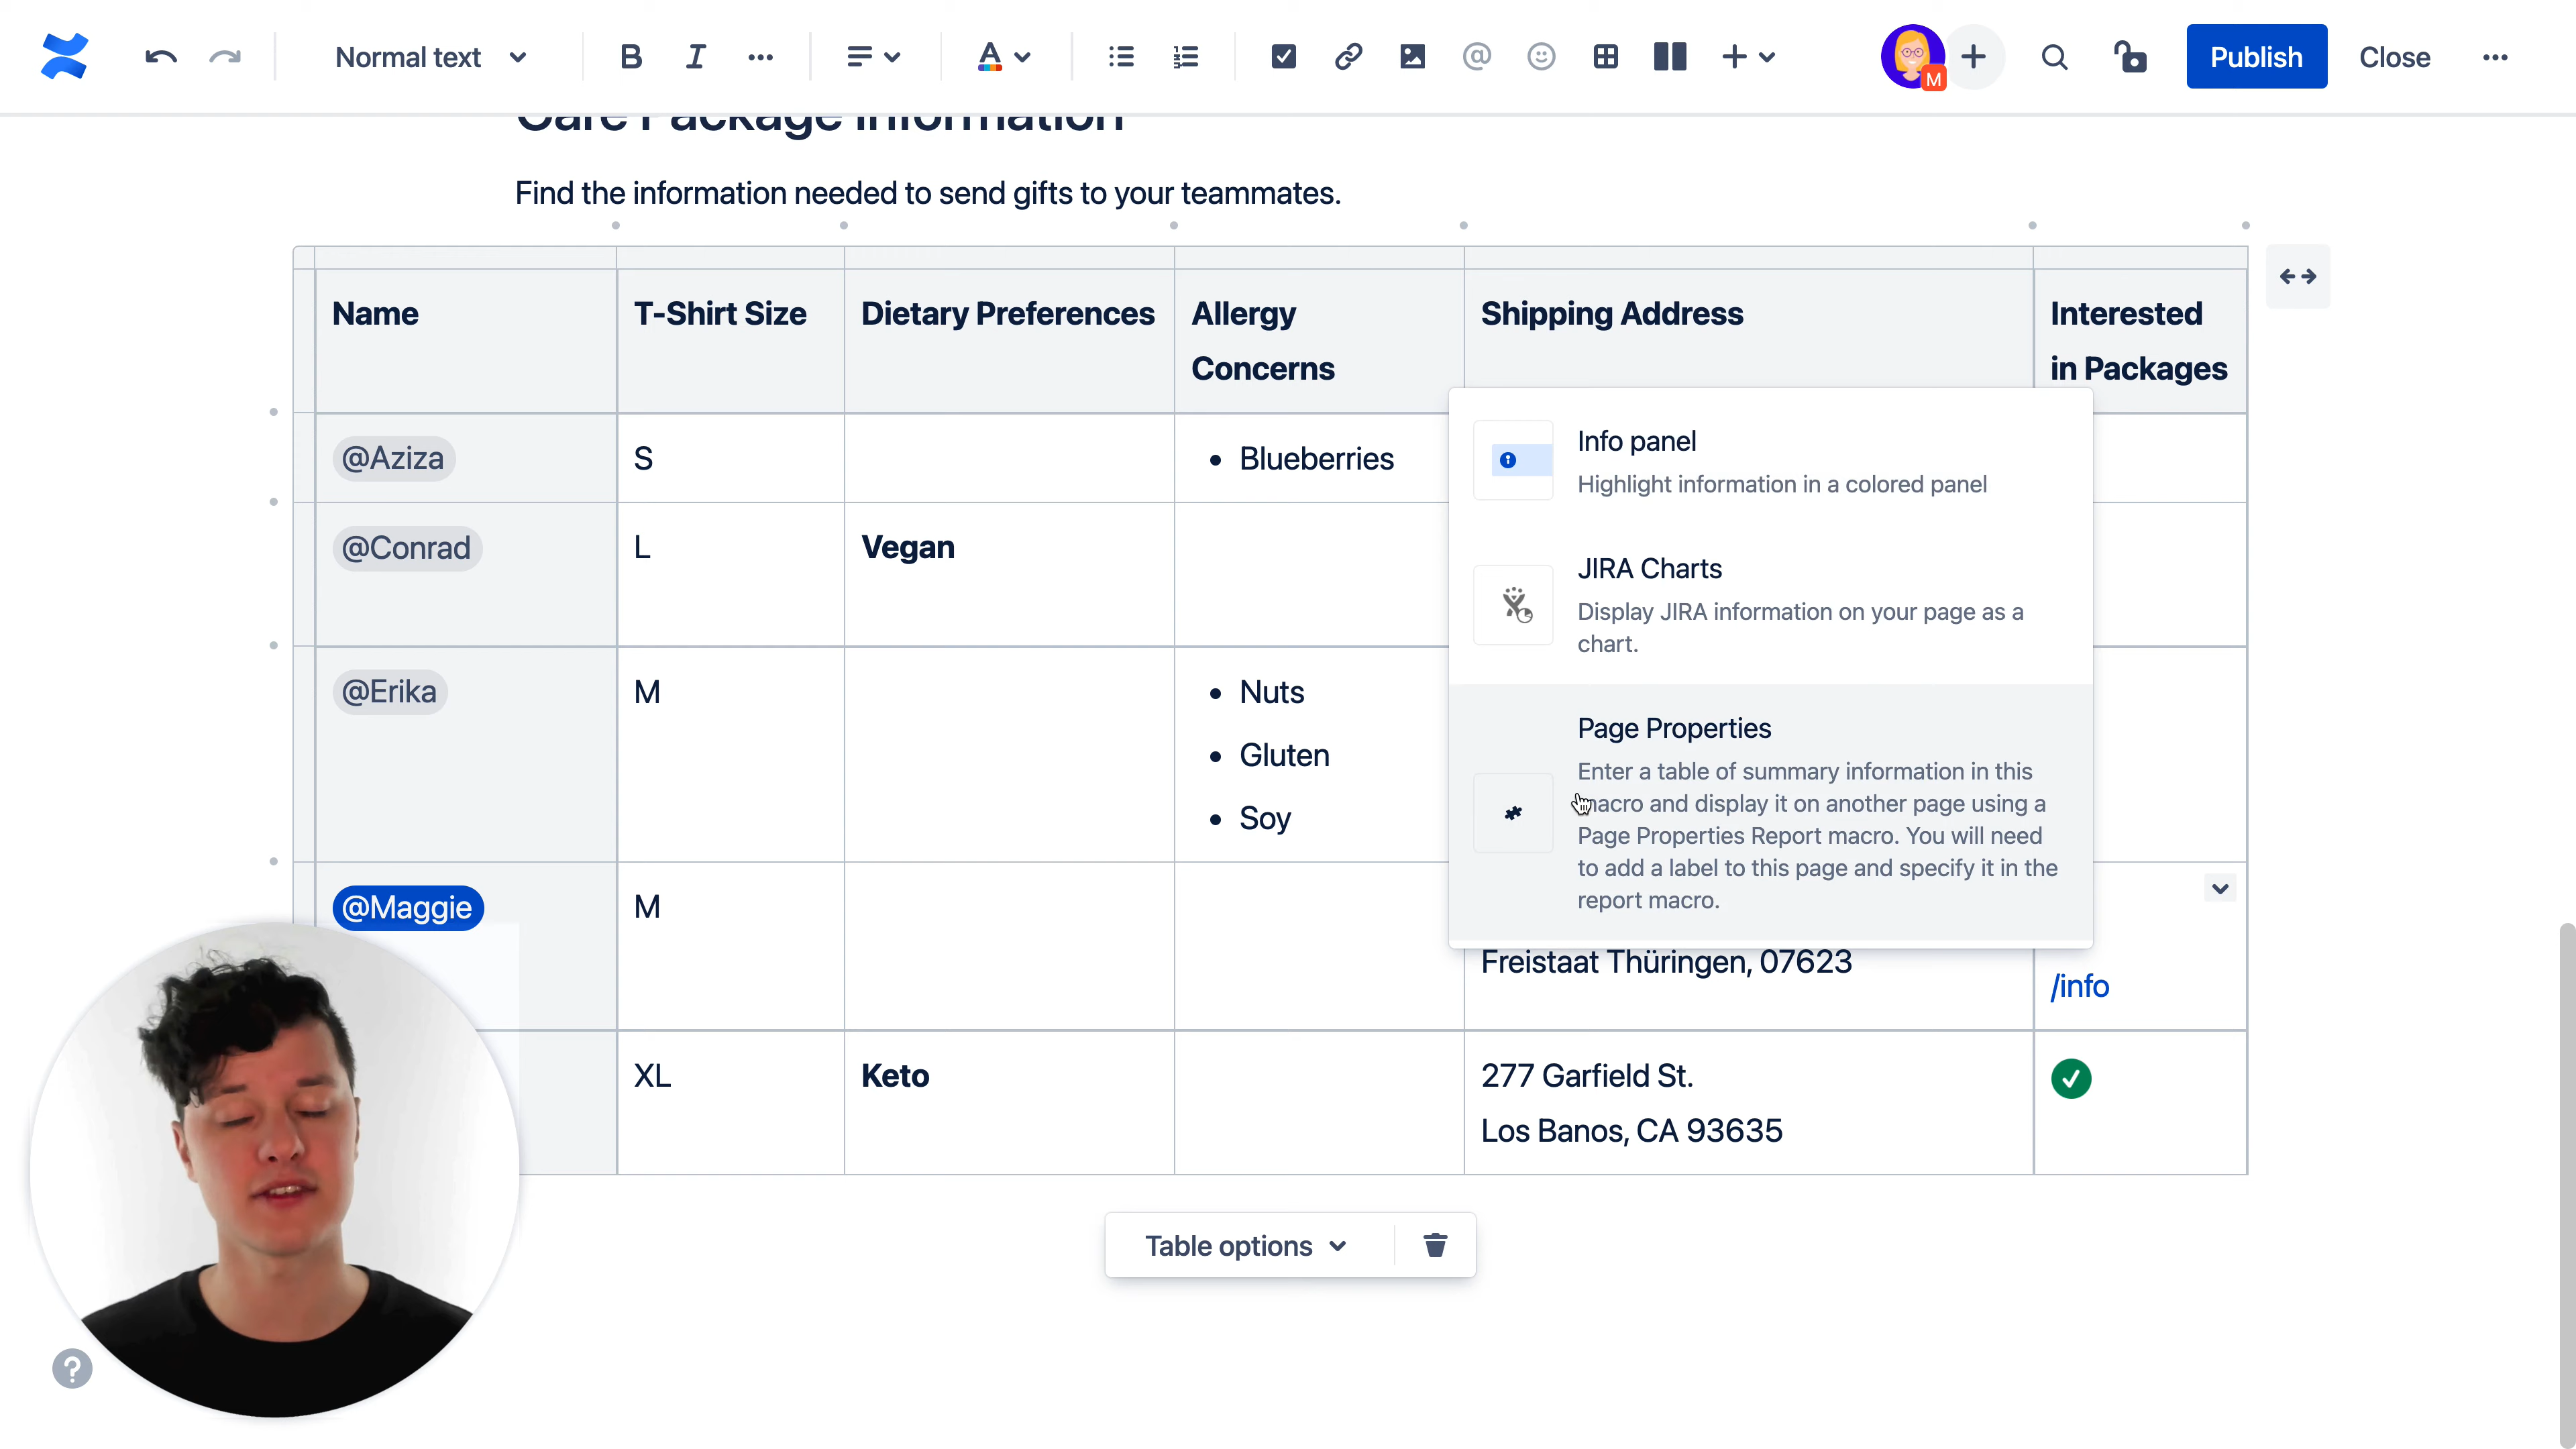 Normal text
M
Publish
Close
Care Package Information
Find the information needed to send gifts to your teammates.
Name
T-Shirt Size
Dietary Preferences
Allergy
Concerns
Shipping Address
Interested
in Packages
@Aziza
S
Blueberries
@Conrad
L
Vegan
@Erika
M
Nuts
Gluten
Soy
Info panel
Highlight information in a colored panel
JIRA Charts
Display JIRA information on your page as a
chart.
Page Properties
Enter a table of summary information in this
macro and display it on another page using a
Page Properties Report macro. You will need
to add a label to this page and specify it in the
report macro.
@Maggie
M
Freistaat Thüringen, 07623
/info
XL
Keto
277 Garfield St.
Los Banos, CA 93635
Table options